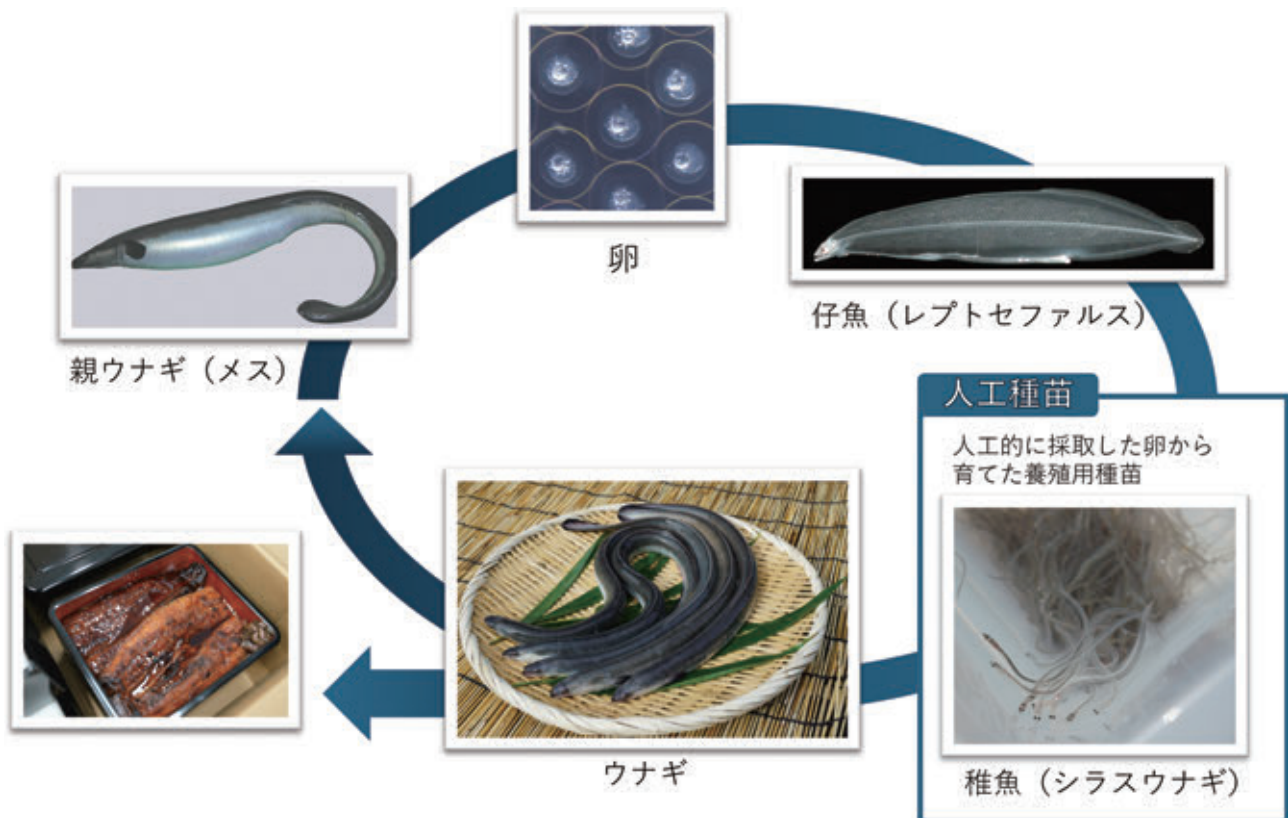 卵
仔魚（レプトセファルス）
親ウナギ（メス）
人工種苗
人工的に採取した卵から
育てた養殖用種苗
稚魚（シラスウナギ）
ウナギ